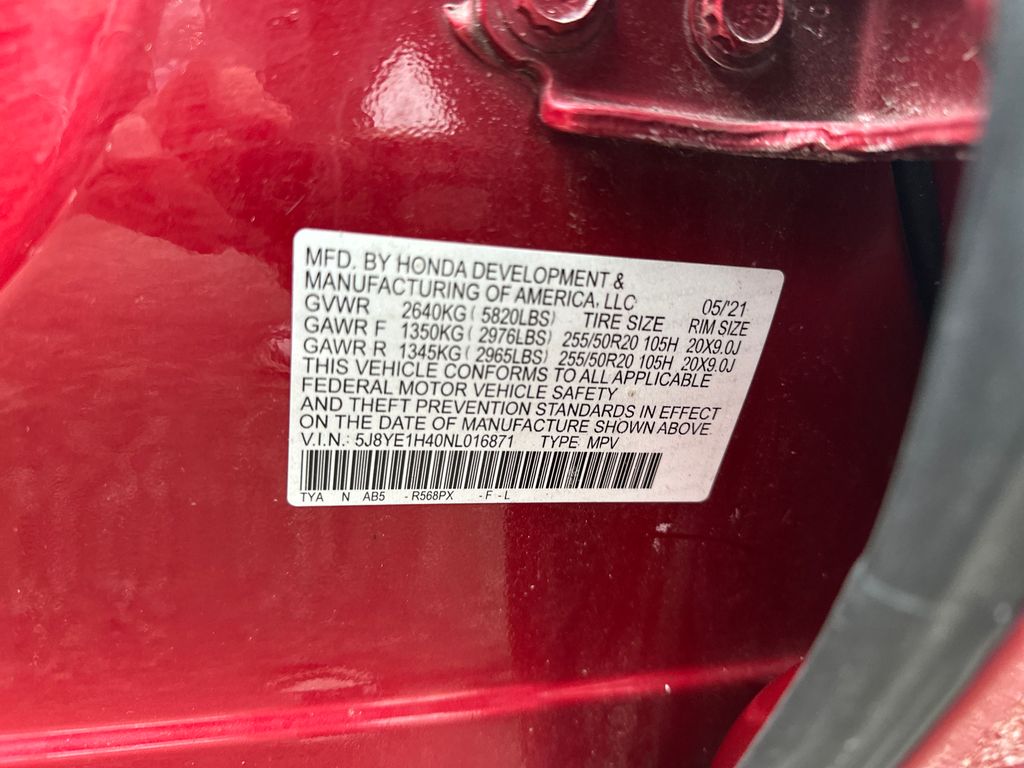 MFD. BY HONDA DEVELOPMENT &
MANUFACTURING OF AMERICA, LLC 05/'21
GVWR 2640KG ( 5820LBS) TIRE SIZE RIM SIZE
GAWR F 1350KG ( 2976LBS) 255/50R20 105H 20X9.0J
GAWR R 1345KG ( 2965LBS) 255/50R20 105H 20X9.0J
THIS VEHICLE CONFORMS TO ALL APPLICABLE
FEDERAL MOTOR VEHICLE SAFETY
AND THEFT PREVENTION STANDARDS IN EFFECT
ON THE DATE OF MANUFACTURE SHOWN ABOVE.
V.I.N.: 5J8YE1H40NL016871 TYPE MPV
TYA N AB5 - R568PX - F - L